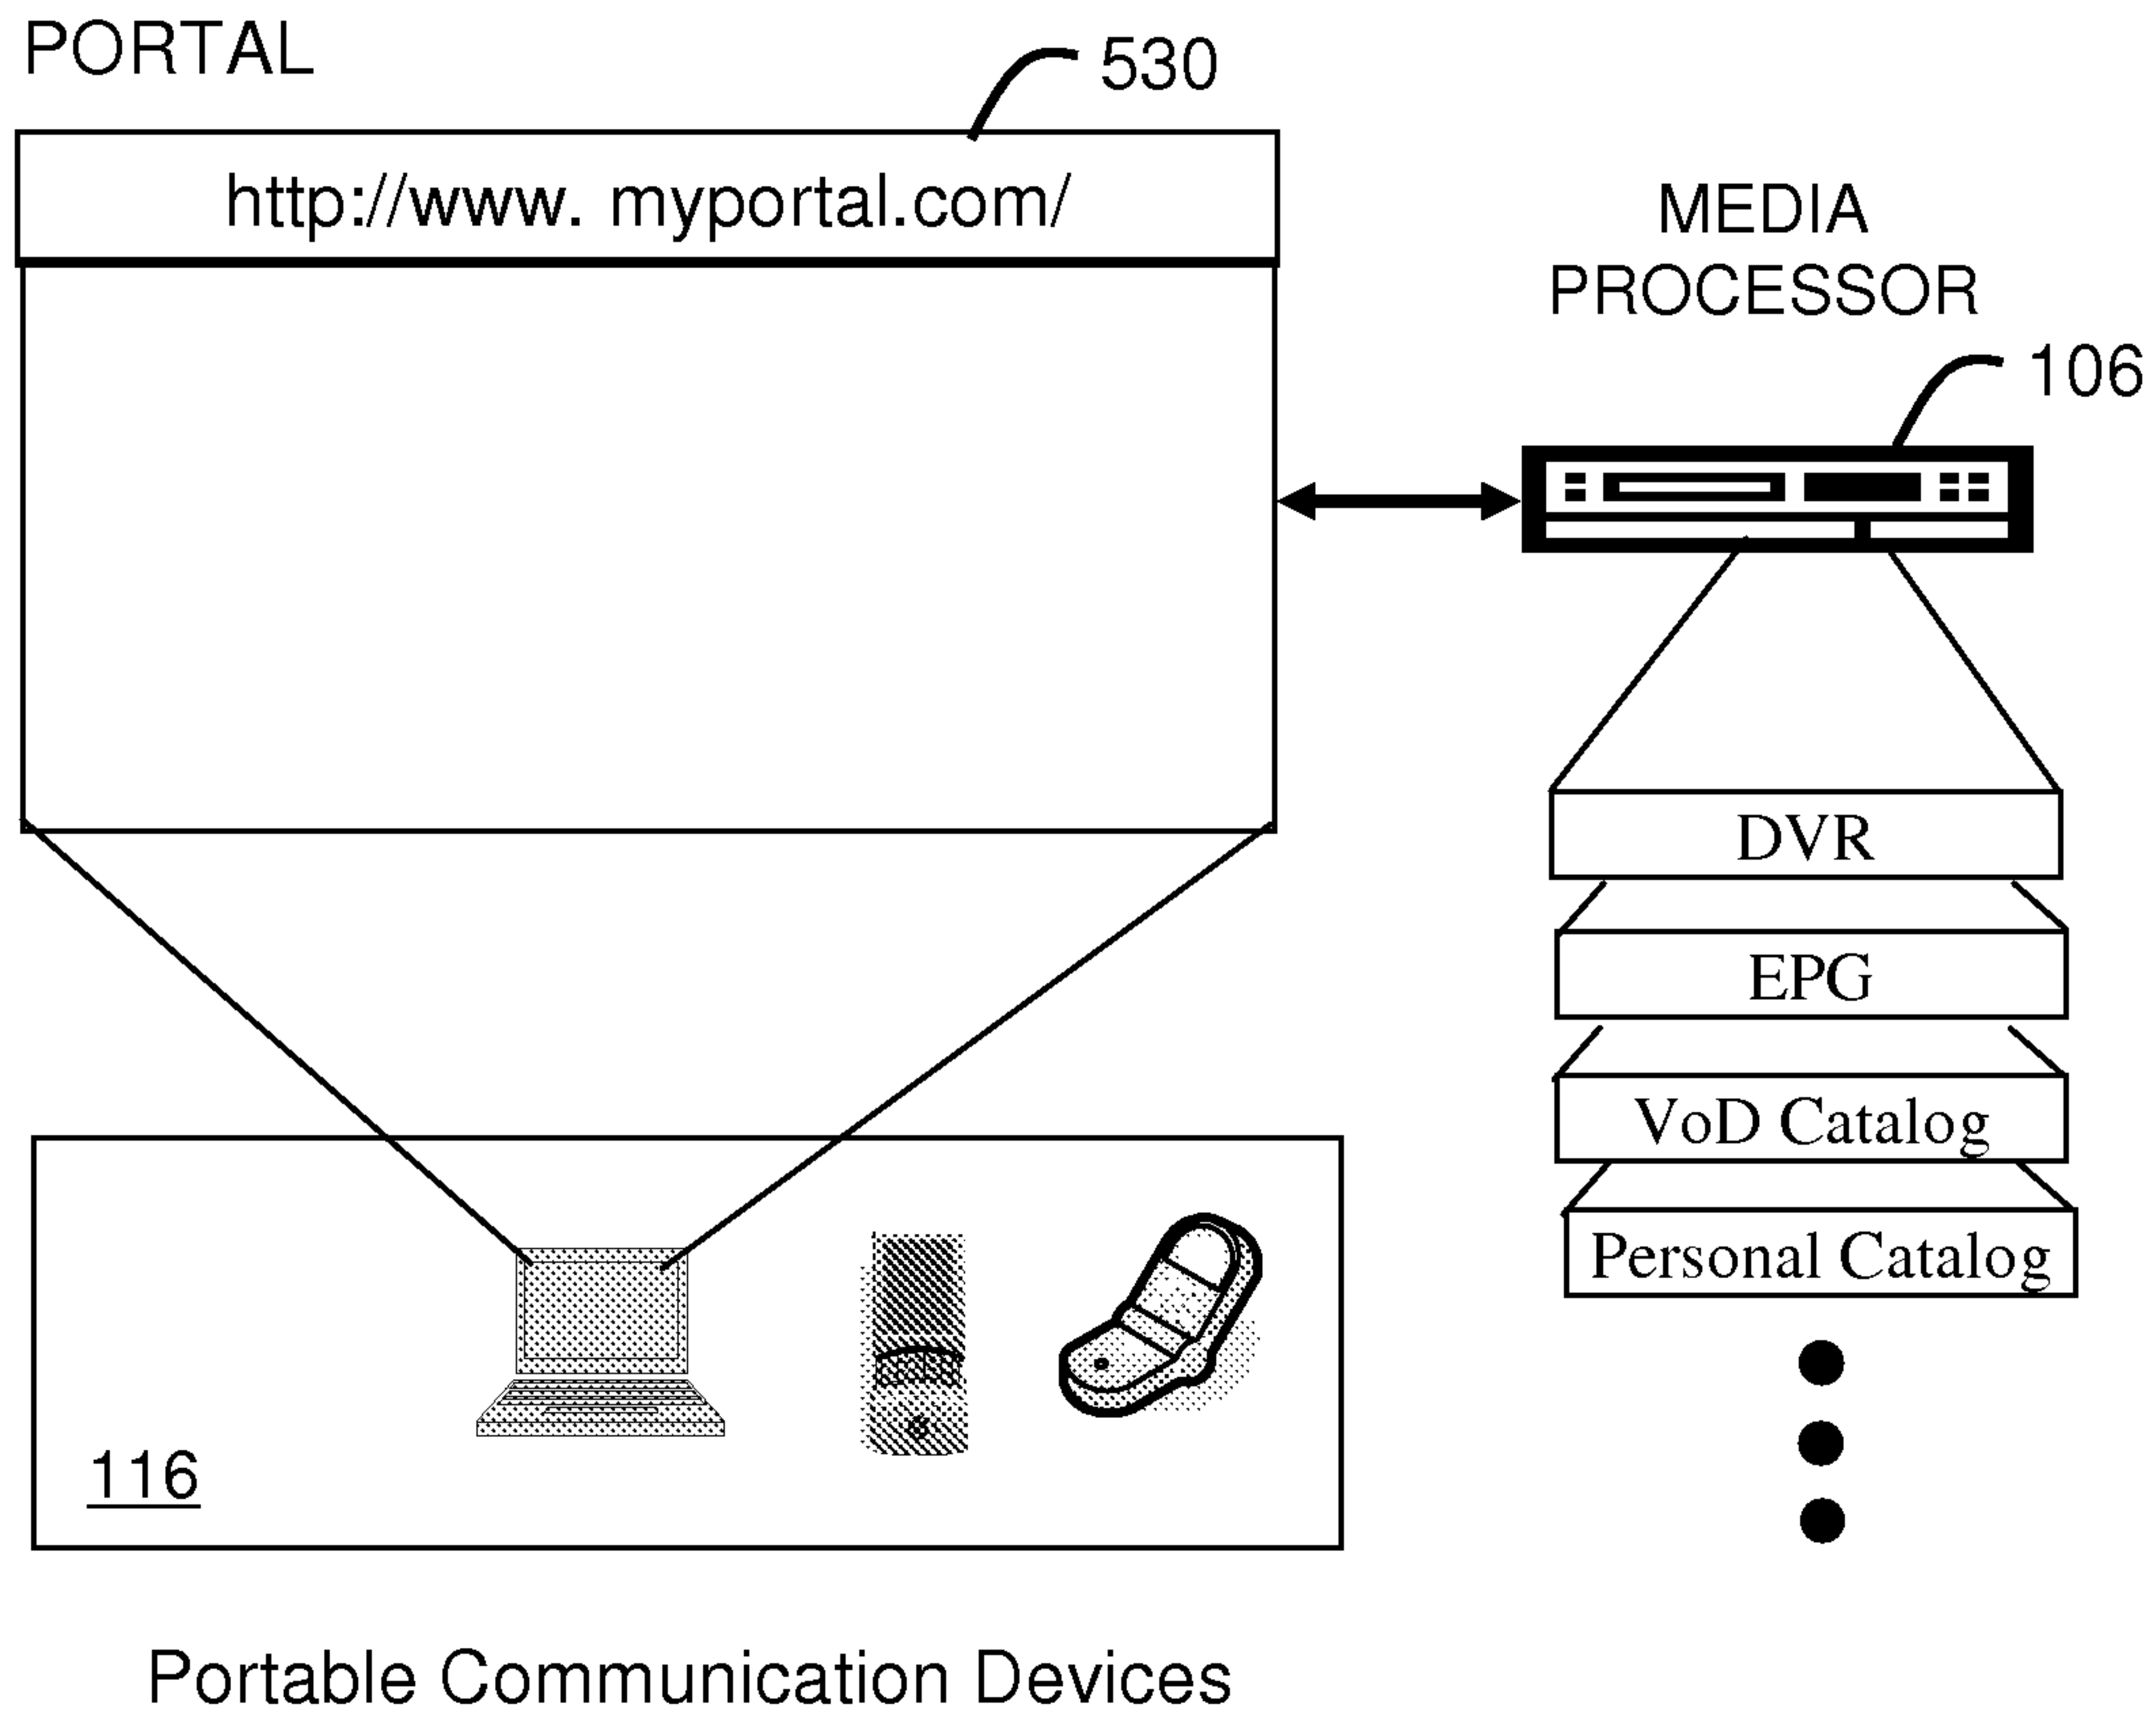 PORTAL
530
http://www. myportal.com/
MEDIA
PROCESSOR
106
DVR
EPG
VoD Catalog
Personal Catalog
116
Portable Communication Devices